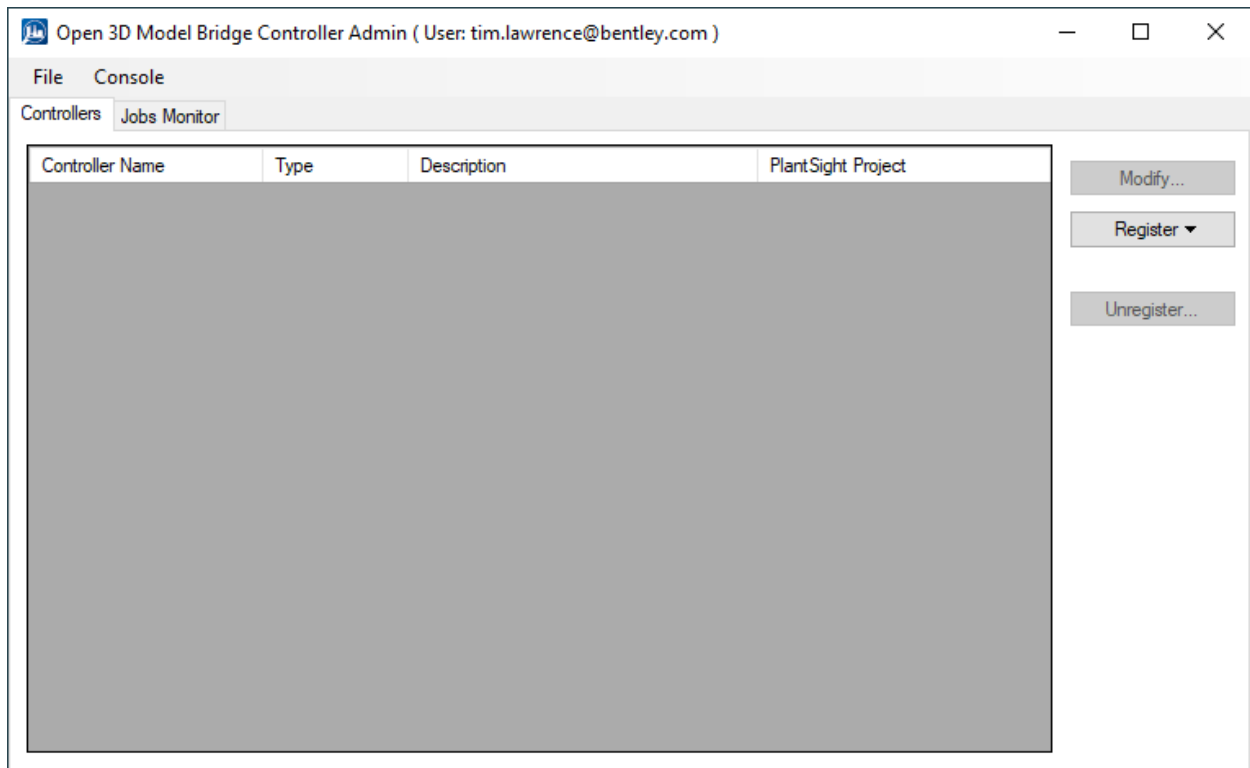 Open 3D Model Bridge Controller Admin ( User: tim.lawrence@bentley.com )
File Console
Controllers Jobs Monitor
Controller Name Type Description PlantSight Project
Modify...
Register
Unregister...